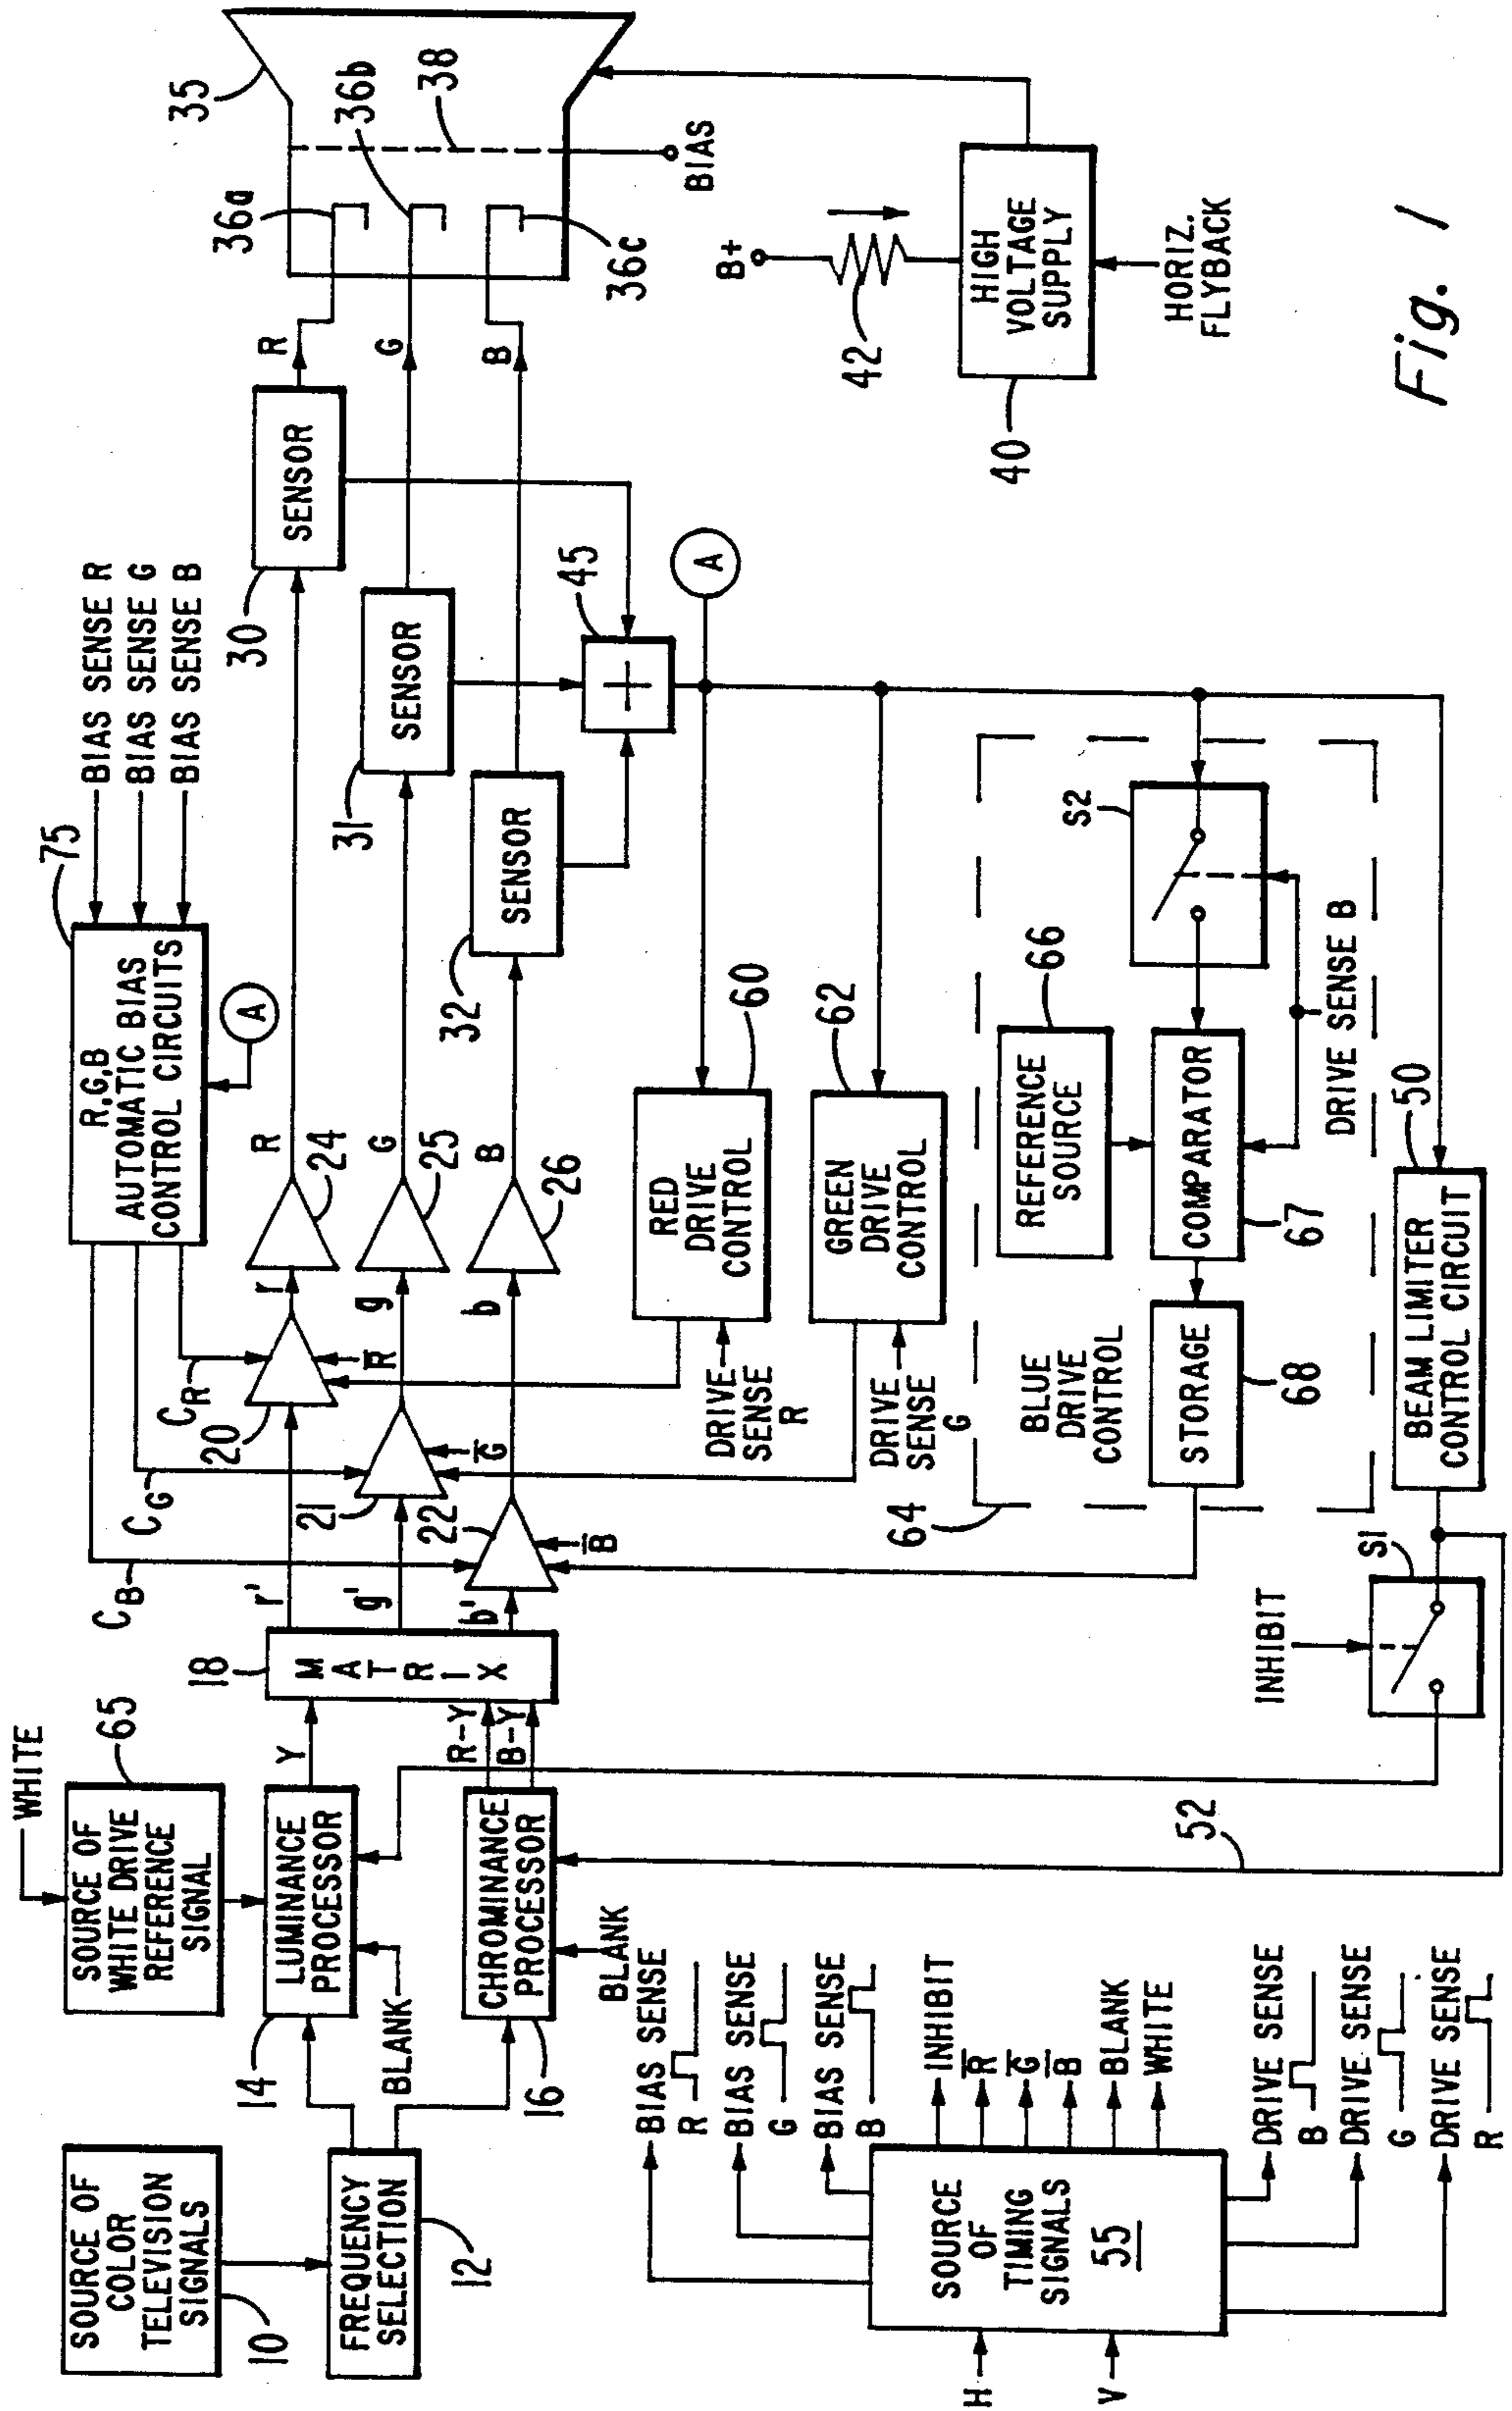 SOURCE OF
COLOR
TELEVISION
SIGNALS
10
FREQUENCY
SELECTION
12
WHITE
SOURCE OF
WHITE DRIVE
REFERENCE
SIGNAL
65
LUMINANCE
PROCESSOR
14
BLANK
Y
CHROMINANCE
PROCESSOR
16
BLANK
R-Y
B-Y
MATRIX
18
r'
g'
b'
CB
CG
CR
20
21
22
R̅
G̅
B̅
r
g
b
24
25
26
R
G
B
R,G,B
AUTOMATIC BIAS
CONTROL CIRCUITS
75
BIAS SENSE R
BIAS SENSE G
BIAS SENSE B
A
SENSOR
30
SENSOR
31
SENSOR
32
R
G
B
35
36a
36b
36c
38
BIAS
45
+
A
B+
42
HIGH
VOLTAGE
SUPPLY
40
HORIZ.
FLYBACK
RED
DRIVE
CONTROL
60
DRIVE
SENSE
R
GREEN
DRIVE
CONTROL
62
DRIVE
SENSE
G
BLUE
DRIVE
CONTROL
64
REFERENCE
SOURCE
66
COMPARATOR
67
STORAGE
68
S2
DRIVE SENSE B
BEAM LIMITER
CONTROL CIRCUIT
50
INHIBIT
S1
52
SOURCE
OF
TIMING
SIGNALS
55
H
V
BIAS SENSE
R
BIAS SENSE
G
BIAS SENSE
B
INHIBIT
R̅
G̅
B̅
BLANK
WHITE
DRIVE SENSE
B
DRIVE SENSE
G
DRIVE SENSE
R
Fig. 1